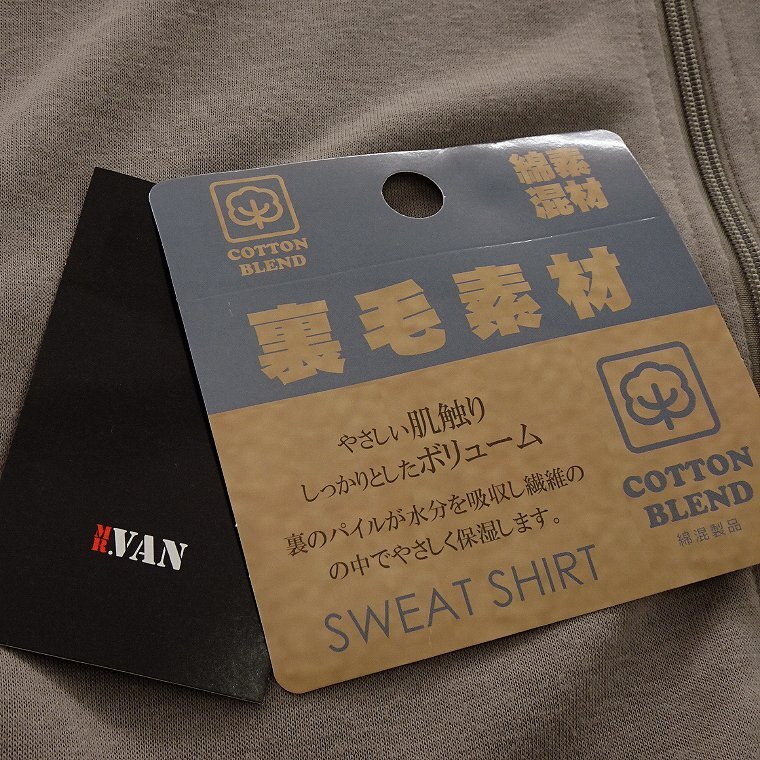 COTTON
BLEND
綿素
混材
裏毛素材
やさしい肌触り
しっかりとしたボリューム
裏のパイルが水分を吸収し繊維の
の中でやさしく保湿します。
SWEAT SHIRT
COTTON
BLEND
綿混製品
MR.VAN